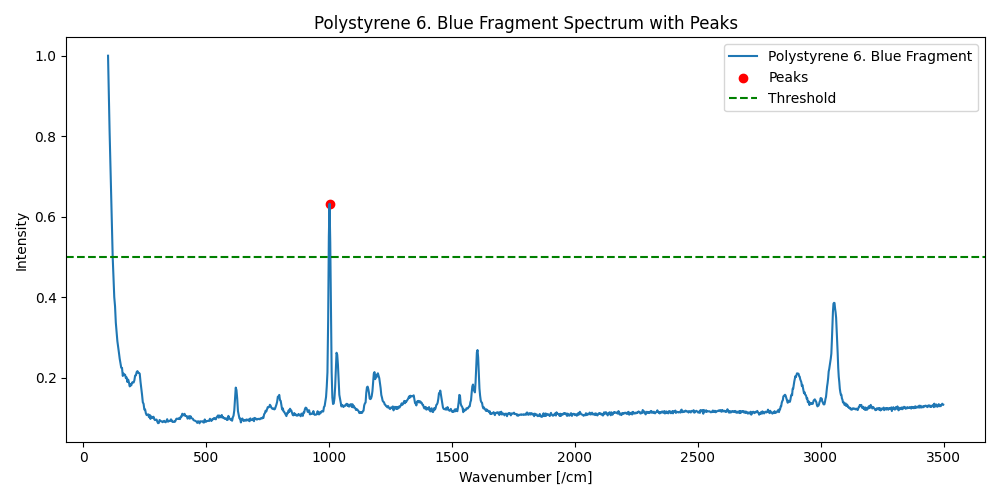 Polystyrene 6. Blue Fragment Spectrum with Peaks
Polystyrene 6. Blue Fragment
Peaks
Threshold
Intensity
1.0
0.8
0.6
0.4
0.2
0
500
1000
1500
2000
2500
3000
3500
Wavenumber [/cm]